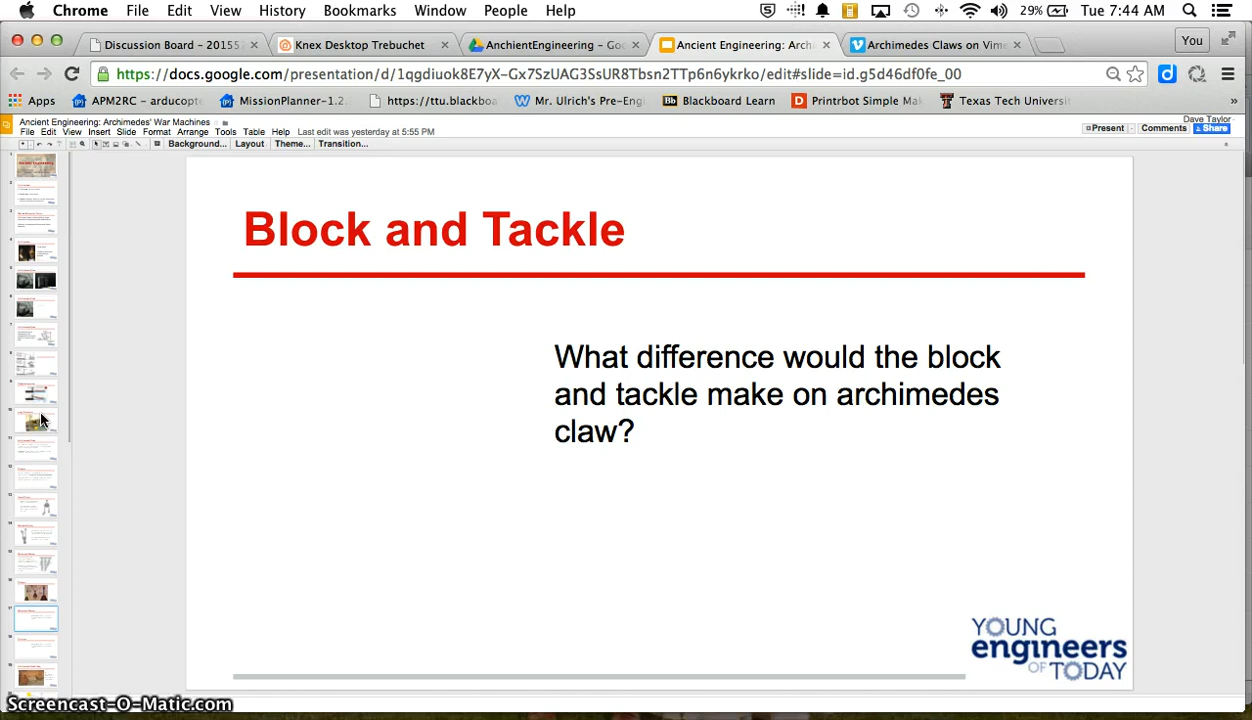 Chrome File Edit View History Bookmarks Window People Help 29% Tue 7:44 AM
Discussion Board - 20155 Knex Desktop Trebuchet AnchientEngineering - Goo Ancient Engineering: Arch Archimedes Claws on Vime You
https://docs.google.com/presentation/d/1qgdiuok8E7yX-Gx7SzUAG3SsUR8Tbsn2TTp6n6ykrko/edit#slide=id.g5d46df0fe_00
Apps APM2RC - arducopt MissionPlanner-1.2. https://ttu.blackboa Mr. Ulrich's Pre-Eng Blackboard Learn Printrbot Simple Ma Texas Tech Universi »
Ancient Engineering: Archimedes' War Machines Dave Taylor
File Edit View Insert Slide Format Arrange Tools Table Help Last edit was yesterday at 5:55 PM Present Comments Share
Background... Layout Theme... Transition...
Block and Tackle
What difference would the block
and tackle make on archimedes
claw?
YOUNG
engineers
OF TODAY
Screencast-O-Matic.com